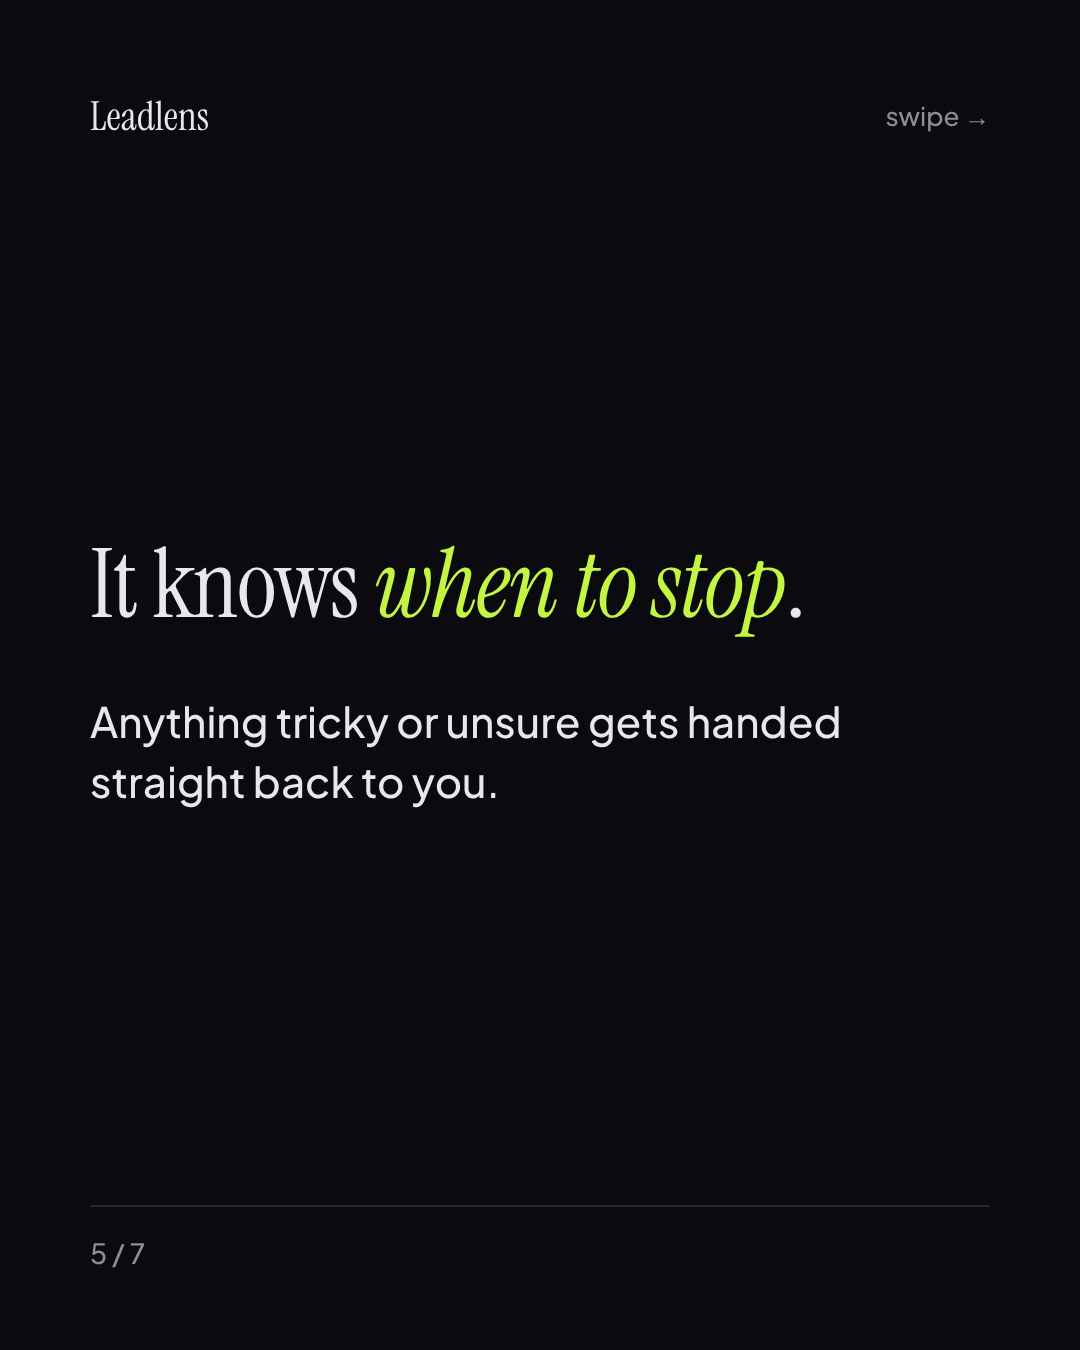 Leadlens
swipe →
It knows when to stop.
Anything tricky or unsure gets handed
straight back to you.
5 / 7